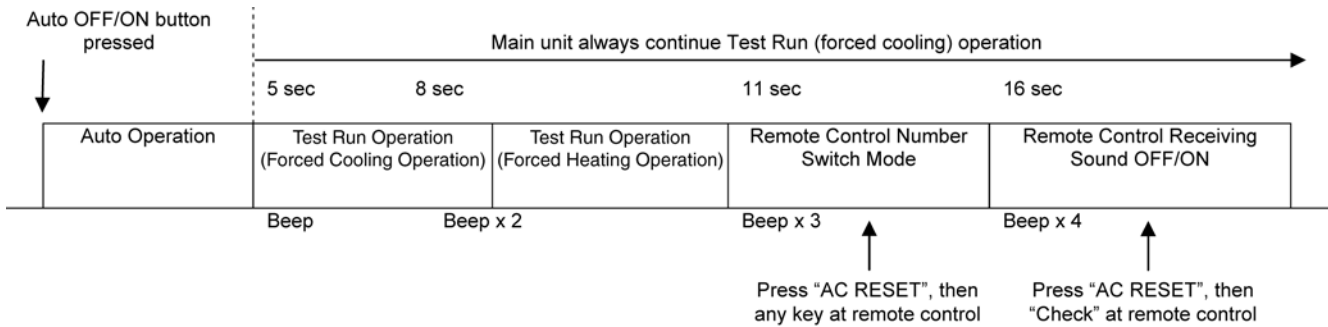 Auto OFF/ON button
pressed
Main unit always continue Test Run (forced cooling) operation
5 sec
8 sec
11 sec
16 sec
Auto Operation
Test Run Operation
(Forced Cooling Operation)
Test Run Operation
(Forced Heating Operation)
Remote Control Number
Switch Mode
Remote Control Receiving
Sound OFF/ON
Beep
Beep x 2
Beep x 3
Beep x 4
Press “AC RESET”, then
any key at remote control
Press “AC RESET”, then
“Check” at remote control